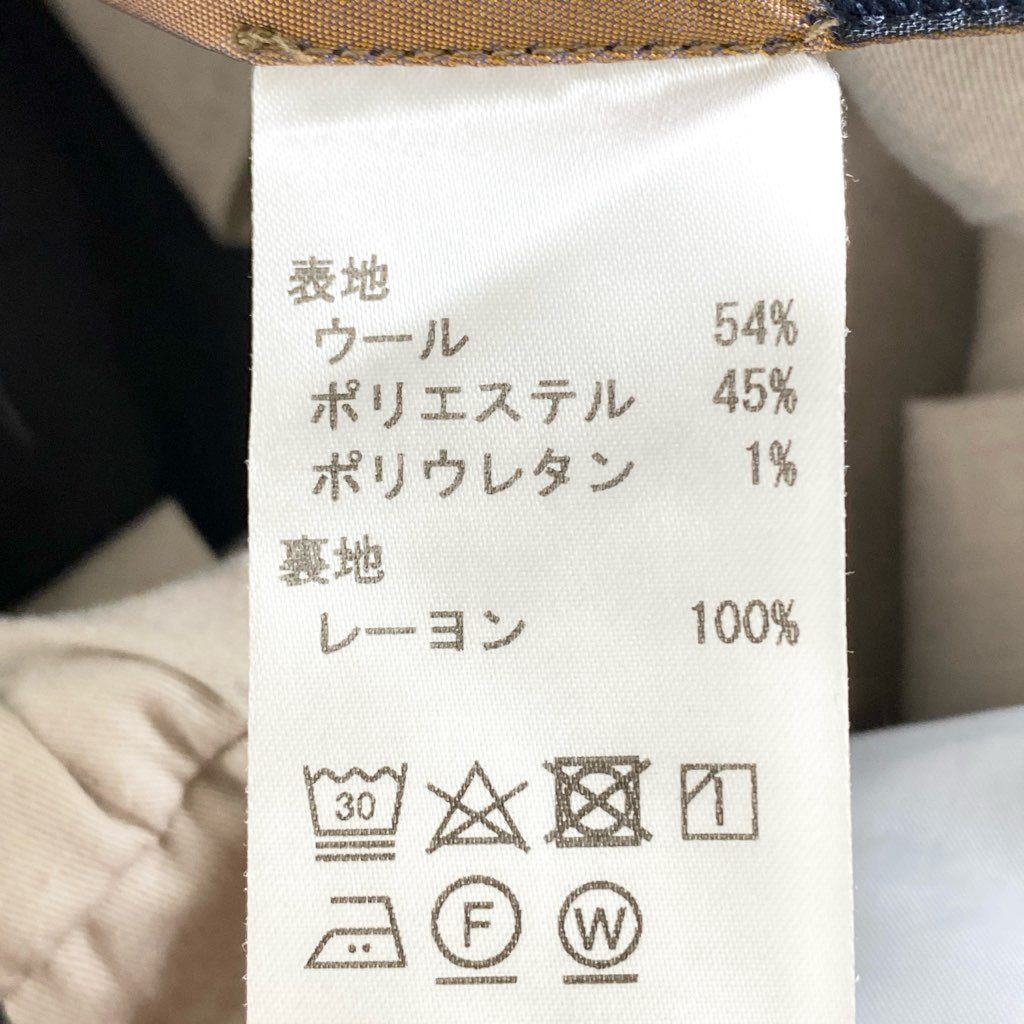 表地
ウール 54%
ポリエステル 45%
ポリウレタン 1%
裏地
レーヨン 100%
30
F W